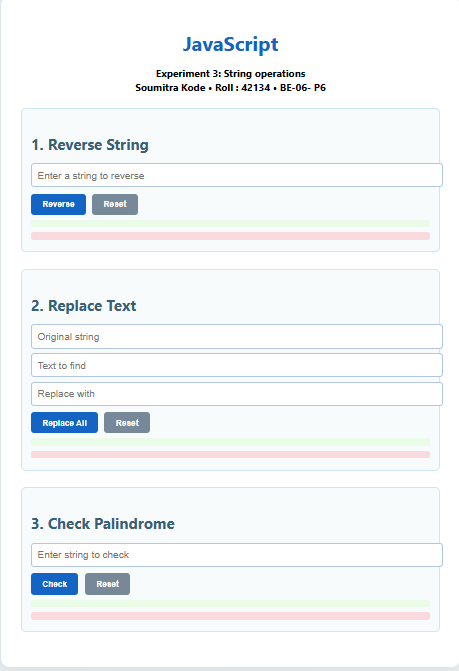 JavaScript
Experiment 3: String operations
Soumitra Kode • Roll : 42134 • BE-06- P6
1. Reverse String
Enter a string to reverse
Reverse Reset
2. Replace Text
Original string
Text to find
Replace with
Replace All Reset
3. Check Palindrome
Enter string to check
Check Reset